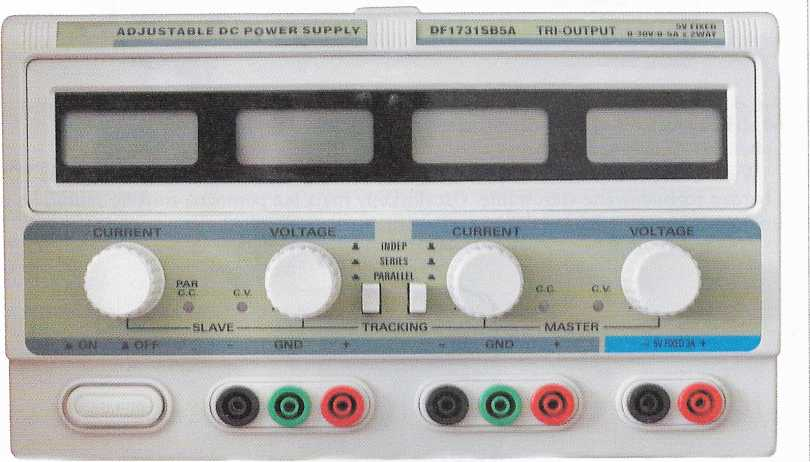 ADJUSTABLE DC POWER SUPPLY
DF1731SB5A TRI-OUTPUT
5V FIXED
0-30V 0-5A x 2WAY
CURRENT VOLTAGE CURRENT VOLTAGE
INDEP
SERIES
PARALLEL
PAR
C.C. C.V. C.C. C.V.
SLAVE TRACKING MASTER
ON OFF - GND + - GND + - 5V FIXED 3A +